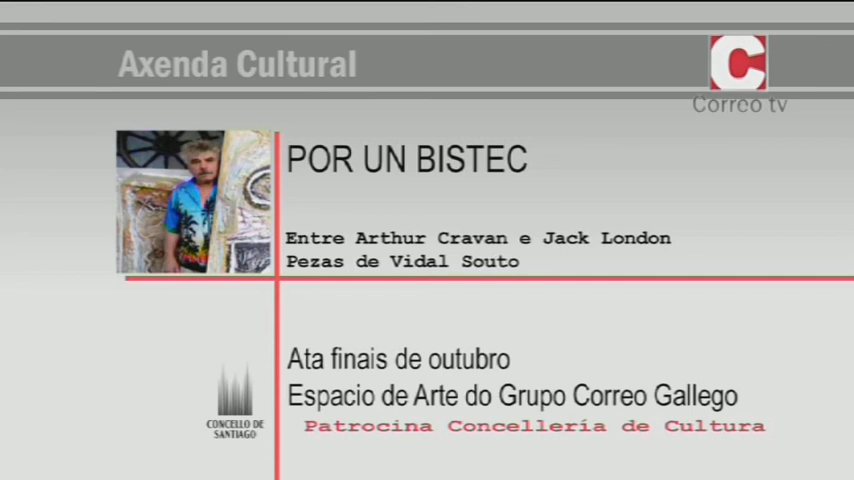 Axenda Cultural
C
Correo tv
POR UN BISTEC
Entre Arthur Cravan e Jack London
Pezas de Vidal Souto
Ata finais de outubro
Espacio de Arte do Grupo Correo Gallego
Patrocina Concellería de Cultura
CONCELLO DE
SANTIAGO